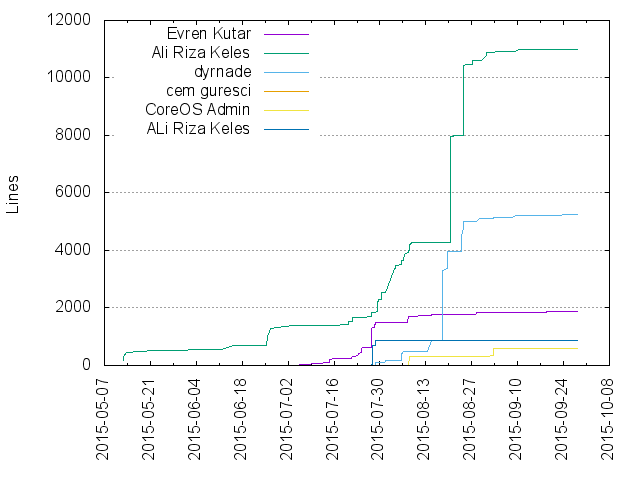 12000
10000
8000
6000
4000
2000
0
Lines
Evren Kutar
Ali Riza Keles
dyrnade
cem guresci
CoreOS Admin
ALi Riza Keles
2015-05-07
2015-05-21
2015-06-04
2015-06-18
2015-07-02
2015-07-16
2015-07-30
2015-08-13
2015-08-27
2015-09-10
2015-09-24
2015-10-08